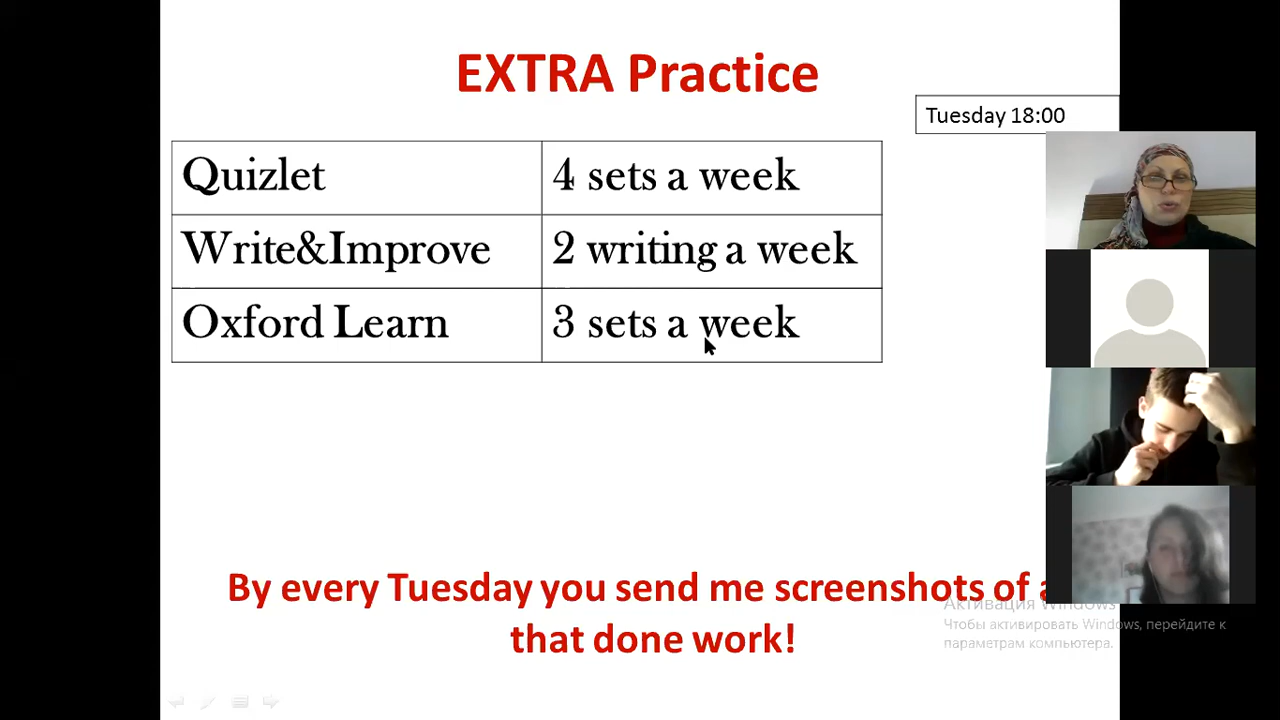 EXTRA Practice
Tuesday 18:00
Quizlet 4 sets a week
Write&Improve 2 writing a week
Oxford Learn 3 sets a week
By every Tuesday you send me screenshots of
that done work!
Активация Windows
Чтобы активировать Windows, перейдите к
параметрам компьютера.